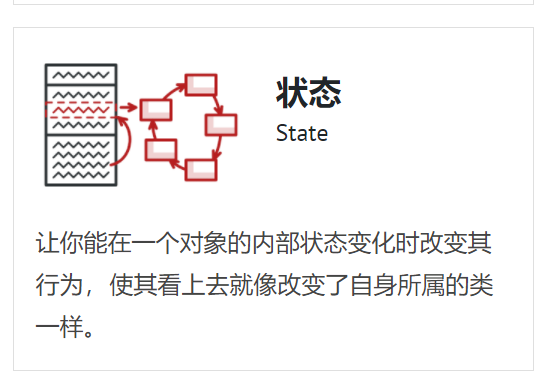 状态
State
让你能在一个对象的内部状态变化时改变其
行为，使其看上去就像改变了自身所属的类
一样。